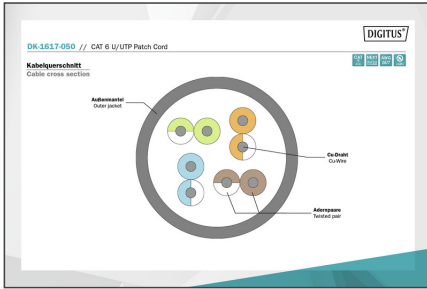 DIGITUS®
DK-1617-050 // CAT 6 U/UTP Patch Cord
Kabelquerschnitt
Cable cross section
Außenmantel
Outer jacket
Cu-Draht
Cu-Wire
Aderspaare
Twisted pair